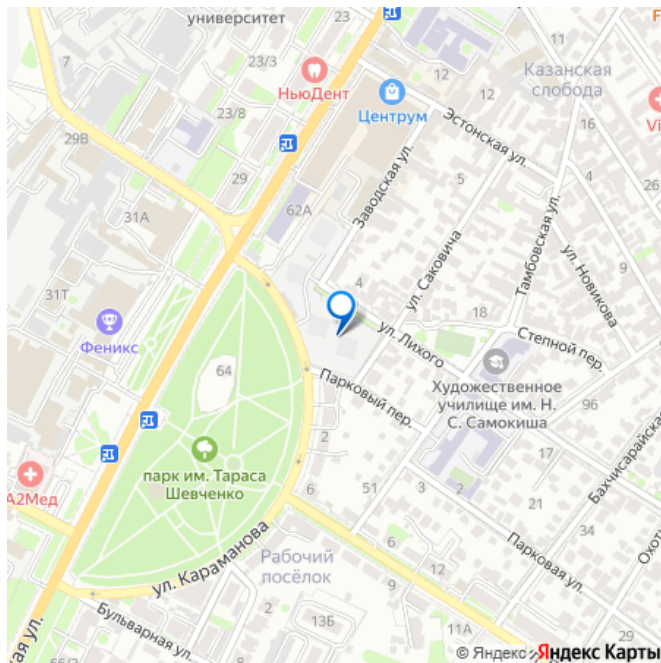 университет
23
12
23/3
НьюДент
Центрум
12
12
Казанская
слобода
7
23/8
Эстонская ул.
16
29В
29
Заводская ул.
5
4
26
31А
62А
Тамбовская ул.
ул. Новикова
9
31Т
4
ул. Саковича
18
Феникс
ул. Лихого
Степной пер.
64
Парковый пер.
Художественное
училище им. Н.
С. Самокиша
96
парк им. Тараса
Шевченко
2
Бахчисарайская
А2Мед
6
51
3
2
21
34
ул. Караманова
Рабочий
посёлок
6
12
Парковая ул.
9
13Б
11А
Бульварная ул.
ая ул.
© Яндекс
Яндекс Карты